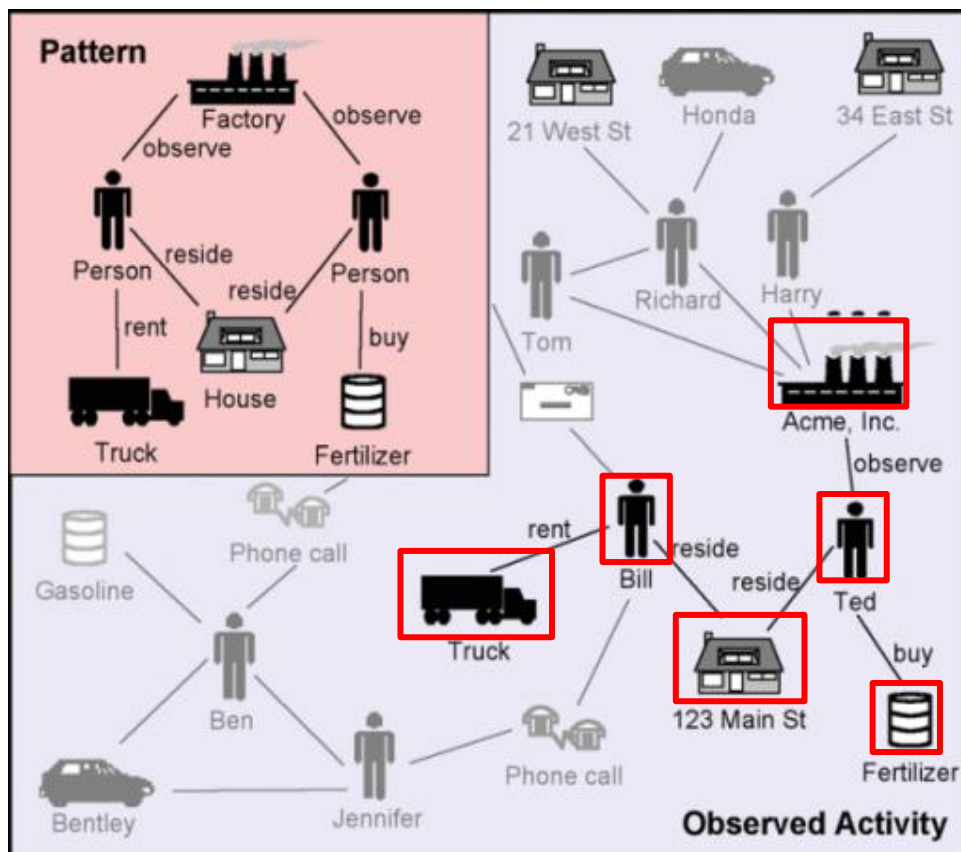 Pattern
Factory
observe
observe
Person
Person
reside
reside
rent
buy
House
Truck
Fertilizer
21 West St
Honda
34 East St
Tom
Richard
Harry
Acme, Inc.
observe
Phone call
Gasoline
rent
reside
Bill
reside
Ted
Truck
buy
Ben
123 Main St
Phone call
Fertilizer
Bentley
Jennifer
Observed Activity